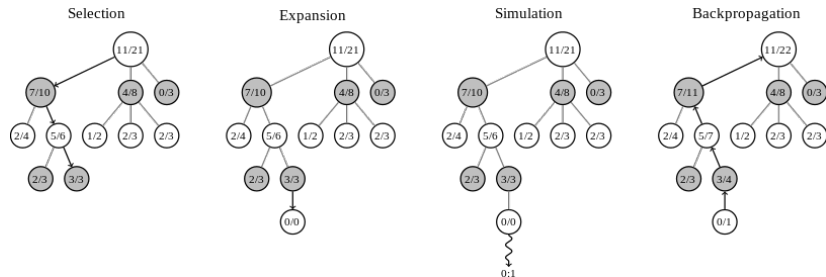 Selection
11/21
7/10 4/8 0/3
2/4 5/6 1/2 2/3 2/3
2/3 3/3
Expansion
11/21
7/10 4/8 0/3
2/4 5/6 1/2 2/3 2/3
2/3 3/3
0/0
Simulation
11/21
7/10 4/8 0/3
2/4 5/6 1/2 2/3 2/3
2/3 3/3
0/0
0:1
Backpropagation
11/22
7/11 4/8 0/3
2/4 5/7 1/2 2/3 2/3
2/3 3/4
0/1